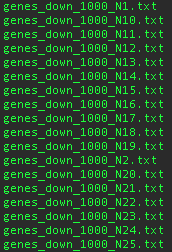 genes_down_1000_N1.txt
genes_down_1000_N10.txt
genes_down_1000_N11.txt
genes_down_1000_N12.txt
genes_down_1000_N13.txt
genes_down_1000_N14.txt
genes_down_1000_N15.txt
genes_down_1000_N16.txt
genes_down_1000_N17.txt
genes_down_1000_N18.txt
genes_down_1000_N19.txt
genes_down_1000_N2.txt
genes_down_1000_N20.txt
genes_down_1000_N21.txt
genes_down_1000_N22.txt
genes_down_1000_N23.txt
genes_down_1000_N24.txt
genes_down_1000_N25.txt